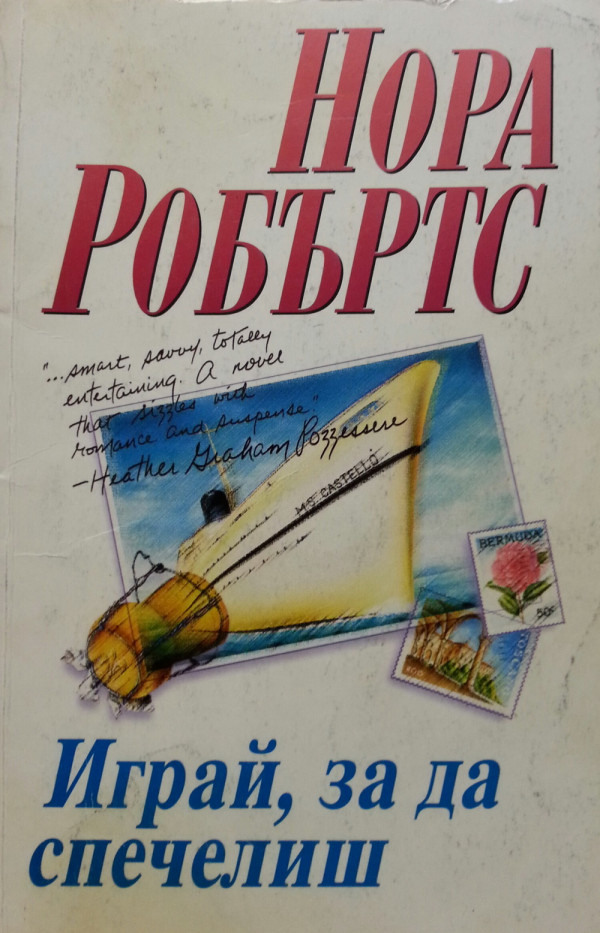 НОРА
РОБЪРТС
"...smart, savvy, totally
entertaining. A novel
that sizzles with
romance and suspense."
—Heather Graham Pozzessere
M.S. CASTELLO
BERMUDA
50c
Играй, за да
спечелиш